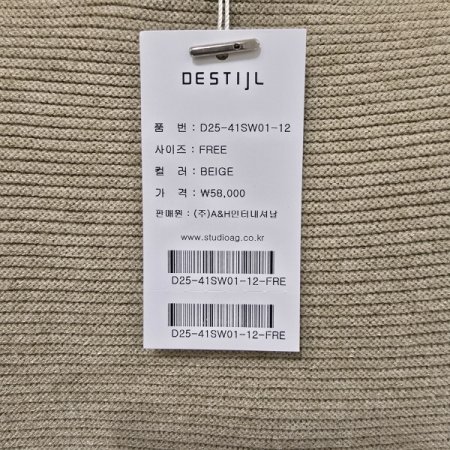 DESTIJL
품 번 : D25-41SW01-12
사이즈 : FREE
컬 러 : BEIGE
가 격 : ₩58,000
판매원 : (주)A&H인터내셔날
www.studioag.co.kr
D25-41SW01-12-FRE
D25-41SW01-12-FRE